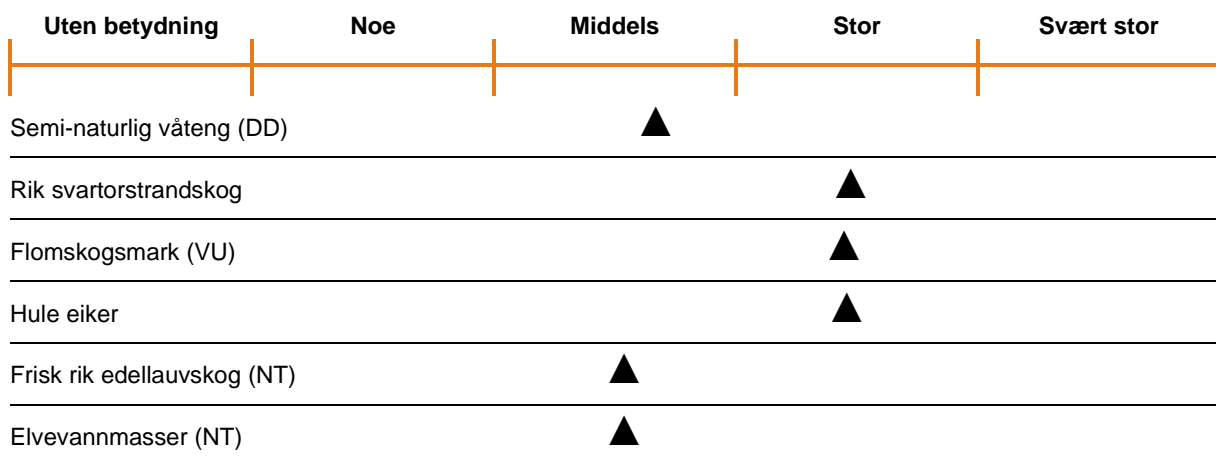 Uten betydning Noe Middels Stor Svært stor
Semi-naturlig våteng (DD)
Rik svartorstrandskog
Flomskogsmark (VU)
Hule eiker
Frisk rik edellauvskog (NT)
Elvevannmasser (NT)